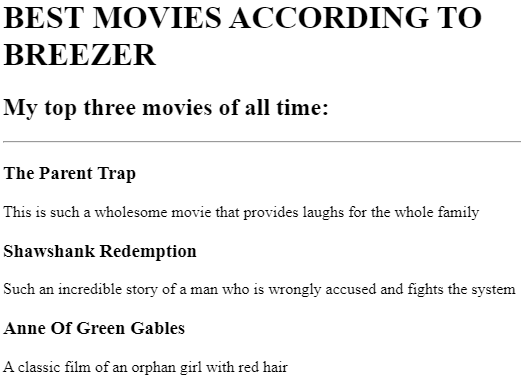 BEST MOVIES ACCORDING TO
BREEZER
My top three movies of all time:
The Parent Trap
This is such a wholesome movie that provides laughs for the whole family
Shawshank Redemption
Such an incredible story of a man who is wrongly accused and fights the system
Anne Of Green Gables
A classic film of an orphan girl with red hair